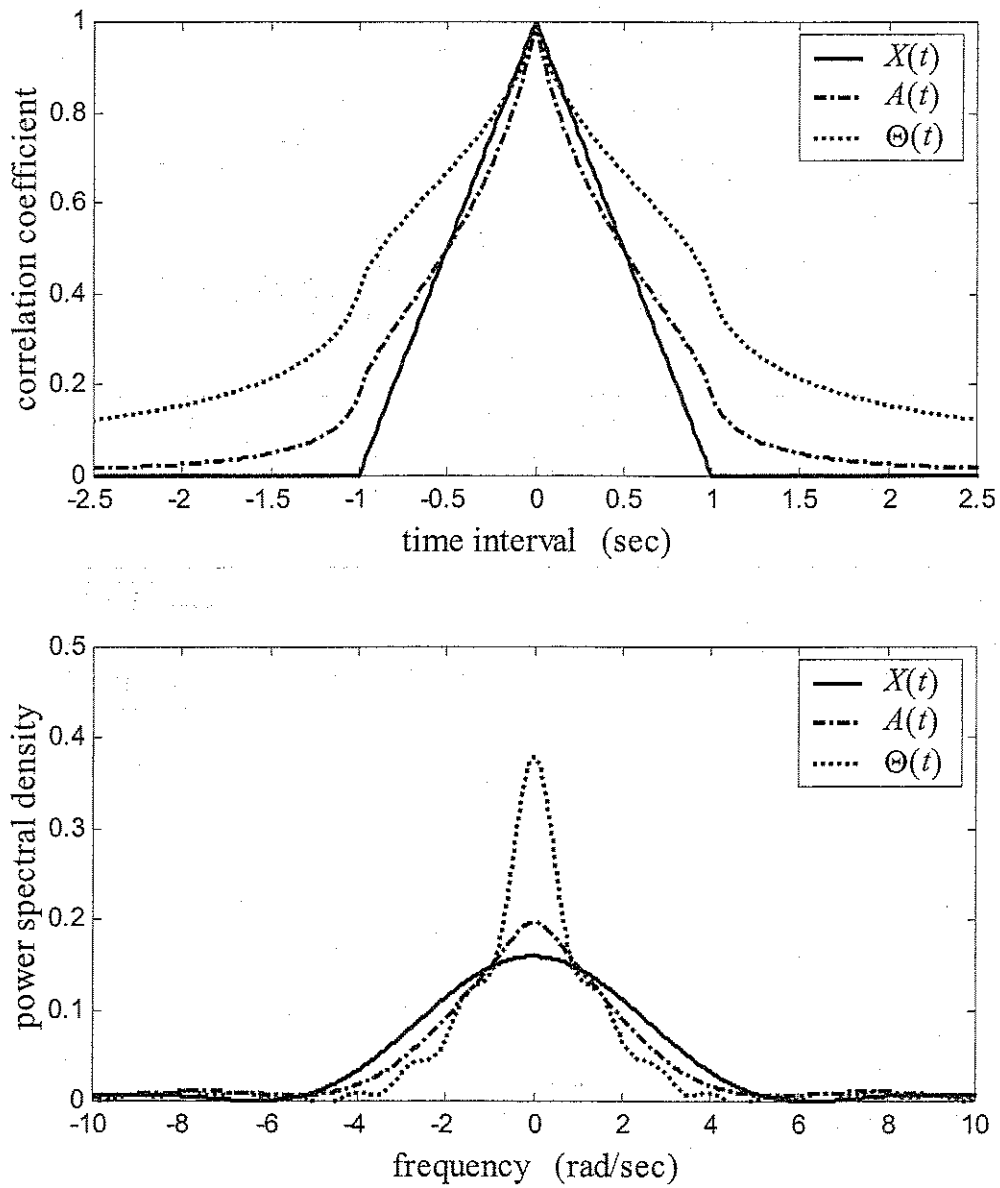 1
0.8
0.6
0.4
0.2
0
correlation coefficient
X(t)
A(t)
Θ(t)
-2.5 -2 -1.5 -1 -0.5 0 0.5 1 1.5 2 2.5
time interval (sec)
0.5
0.4
0.3
0.2
0.1
0
power spectral density
X(t)
A(t)
Θ(t)
-10 -8 -6 -4 -2 0 2 4 6 8 10
frequency (rad/sec)